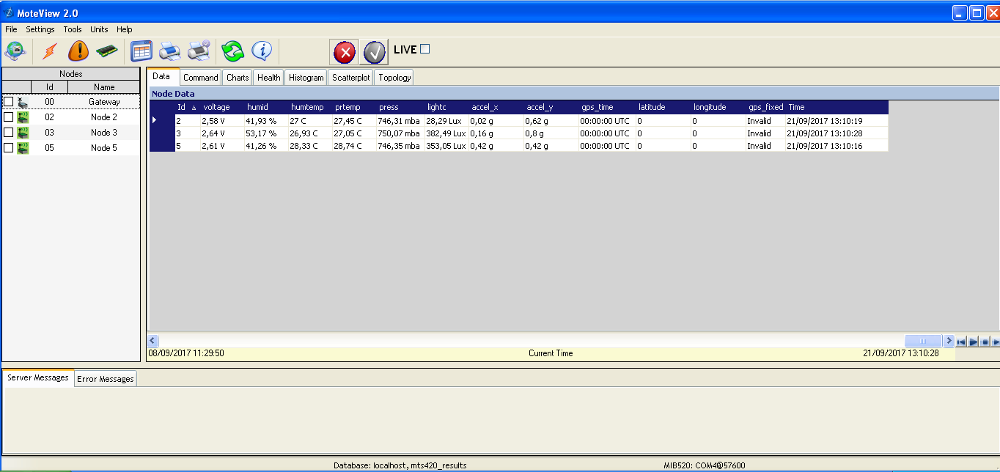 MoteView 2.0
File Settings Tools Units Help
LIVE
Nodes
Id Name
00 Gateway
02 Node 2
03 Node 3
05 Node 5
Data Command Charts Health Histogram Scatterplot Topology
Node Data
Id voltage humid humtemp prtemp press lightc accel_x accel_y gps_time latitude longitude gps_fixed Time
2 2,58 V 41,93 % 27 C 27,45 C 746,31 mba 28,29 Lux 0,02 g 0,62 g 00:00:00 UTC 0 0 Invalid 21/09/2017 13:10:19
3 2,64 V 53,17 % 26,93 C 27,05 C 750,07 mba 382,49 Lux 0,16 g 0,8 g 00:00:00 UTC 0 0 Invalid 21/09/2017 13:10:28
5 2,61 V 41,26 % 28,33 C 28,74 C 746,35 mba 353,05 Lux 0,42 g 0,42 g 00:00:00 UTC 0 0 Invalid 21/09/2017 13:10:16
08/09/2017 11:29:50 Current Time 21/09/2017 13:10:28
Server Messages Error Messages
Database: localhost, mts420_results MIB520: COM4@57600